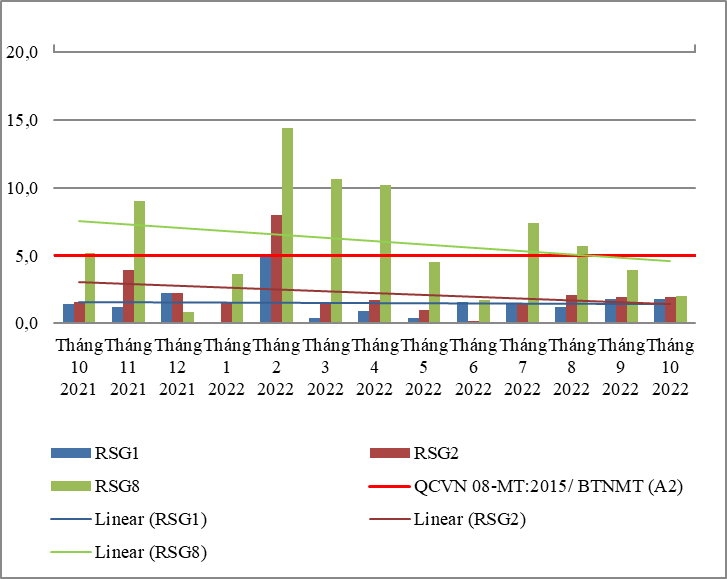 20,0
15,0
10,0
5,0
0,0
Tháng Tháng Tháng Tháng Tháng Tháng Tháng Tháng Tháng Tháng Tháng Tháng Tháng
10 11 12 1 2 3 4 5 6 7 8 9 10
2021 2021 2021 2022 2022 2022 2022 2022 2022 2022 2022 2022 2022
RSG1 RSG2
RSG8 QCVN 08-MT:2015/ BTNMT (A2)
Linear (RSG1) Linear (RSG2)
Linear (RSG8)